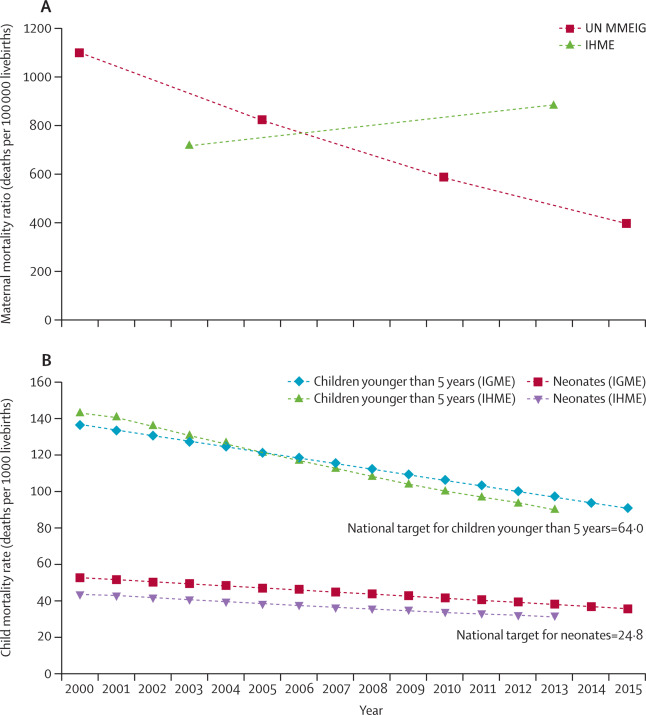 A
1200
1000
800
600
400
200
0
Maternal mortality ratio (deaths per 100 000 livebirths)
UN MMEIG
IHME
B
160
140
120
100
80
60
40
20
0
Child mortality rate (deaths per 1000 livebirths)
Children younger than 5 years (IGME)
Children younger than 5 years (IHME)
Neonates (IGME)
Neonates (IHME)
National target for children younger than 5 years=64·0
National target for neonates=24·8
2000 2001 2002 2003 2004 2005 2006 2007 2008 2009 2010 2011 2012 2013 2014 2015
Year